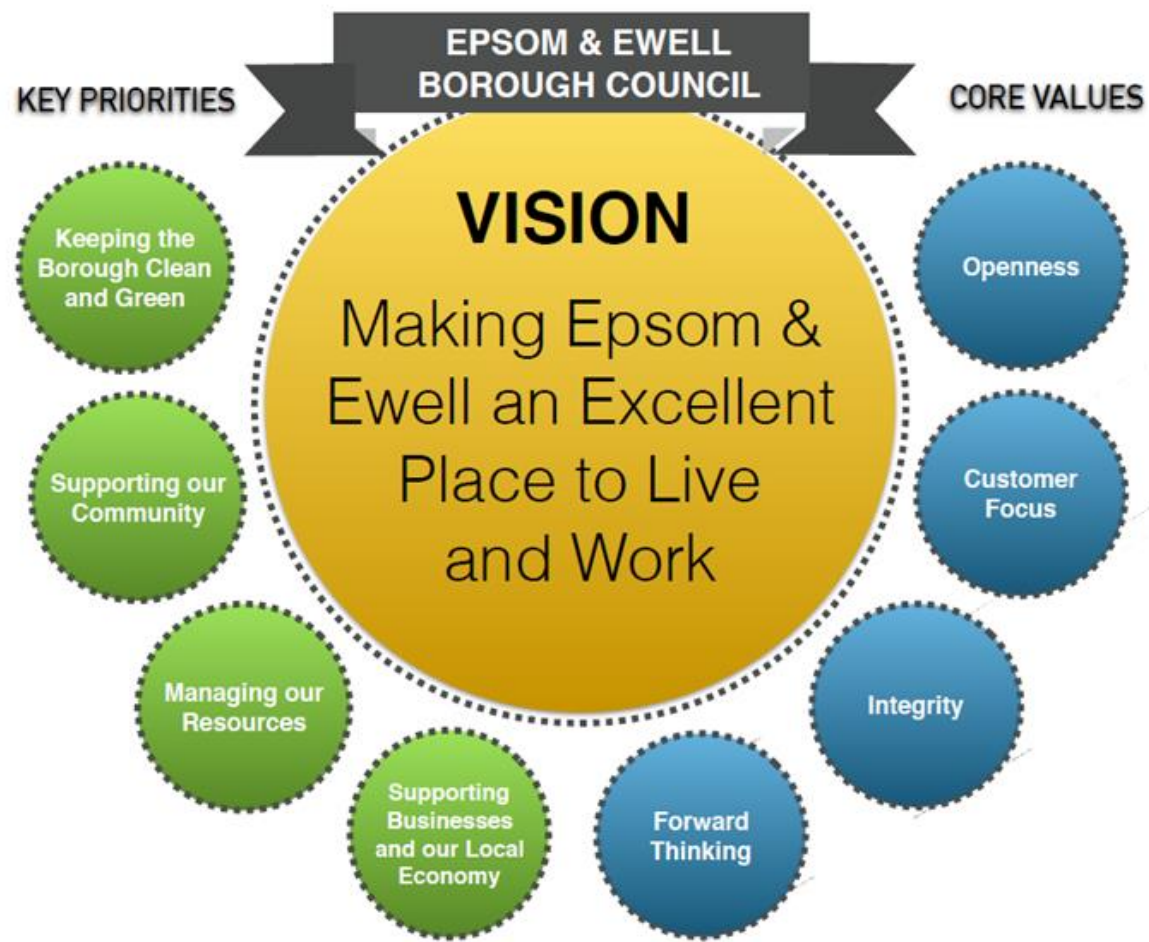 EPSOM & EWELL
BOROUGH COUNCIL
KEY PRIORITIES
CORE VALUES
VISION
Making Epsom &
Ewell an Excellent
Place to Live
and Work
Keeping the
Borough Clean
and Green
Supporting our
Community
Managing our
Resources
Supporting
Businesses
and our Local
Economy
Openness
Customer
Focus
Integrity
Forward
Thinking